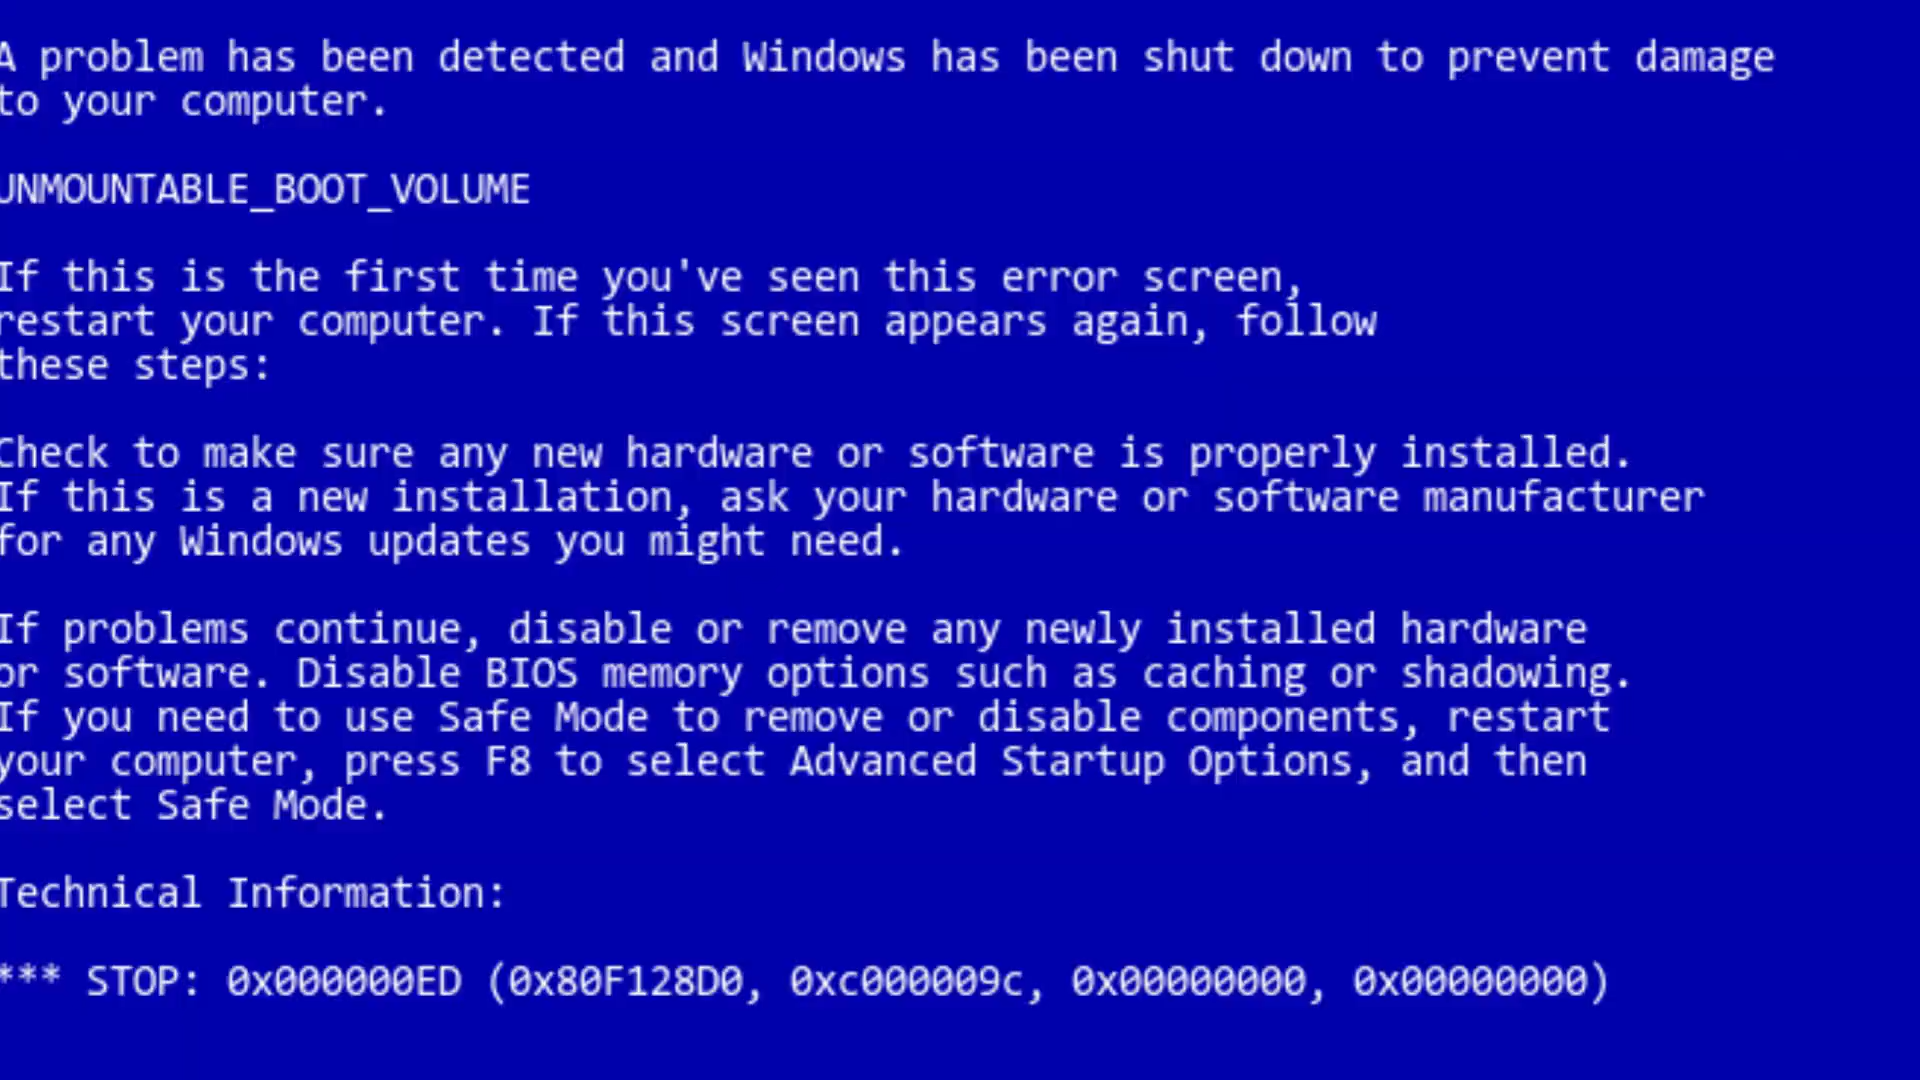 A problem has been detected and Windows has been shut down to prevent damage
to your computer.
UNMOUNTABLE_BOOT_VOLUME
If this is the first time you've seen this error screen,
restart your computer. If this screen appears again, follow
these steps:
Check to make sure any new hardware or software is properly installed.
If this is a new installation, ask your hardware or software manufacturer
for any Windows updates you might need.
If problems continue, disable or remove any newly installed hardware
or software. Disable BIOS memory options such as caching or shadowing.
If you need to use Safe Mode to remove or disable components, restart
your computer, press F8 to select Advanced Startup Options, and then
select Safe Mode.
Technical Information:
*** STOP: 0x000000ED (0x80F128D0, 0xc000009c, 0x00000000, 0x00000000)